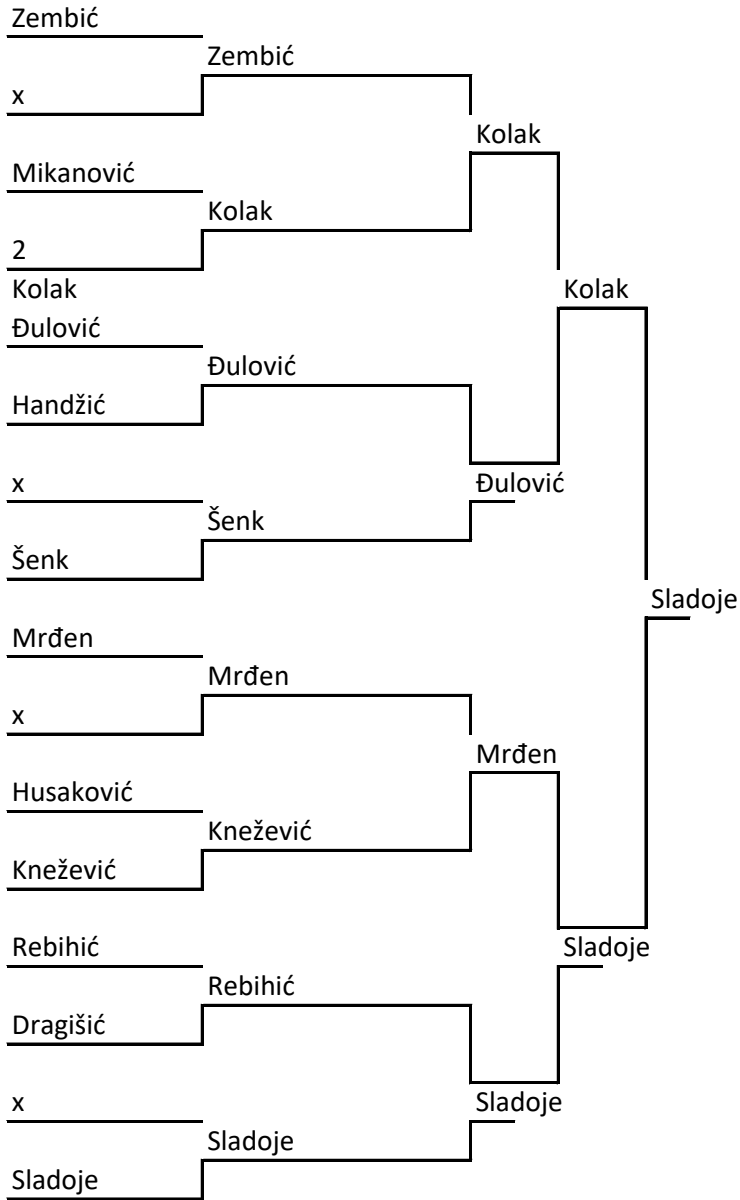 Zembić
Zembić
x
Kolak
Mikanović
Kolak
2
Kolak
Kolak
Đulović
Đulović
Handžić
x
Đulović
Šenk
Šenk
Sladoje
Mrđen
Mrđen
x
Mrđen
Husaković
Knežević
Knežević
Rebihić
Sladoje
Rebihić
Dragišić
x
Sladoje
Sladoje
Sladoje